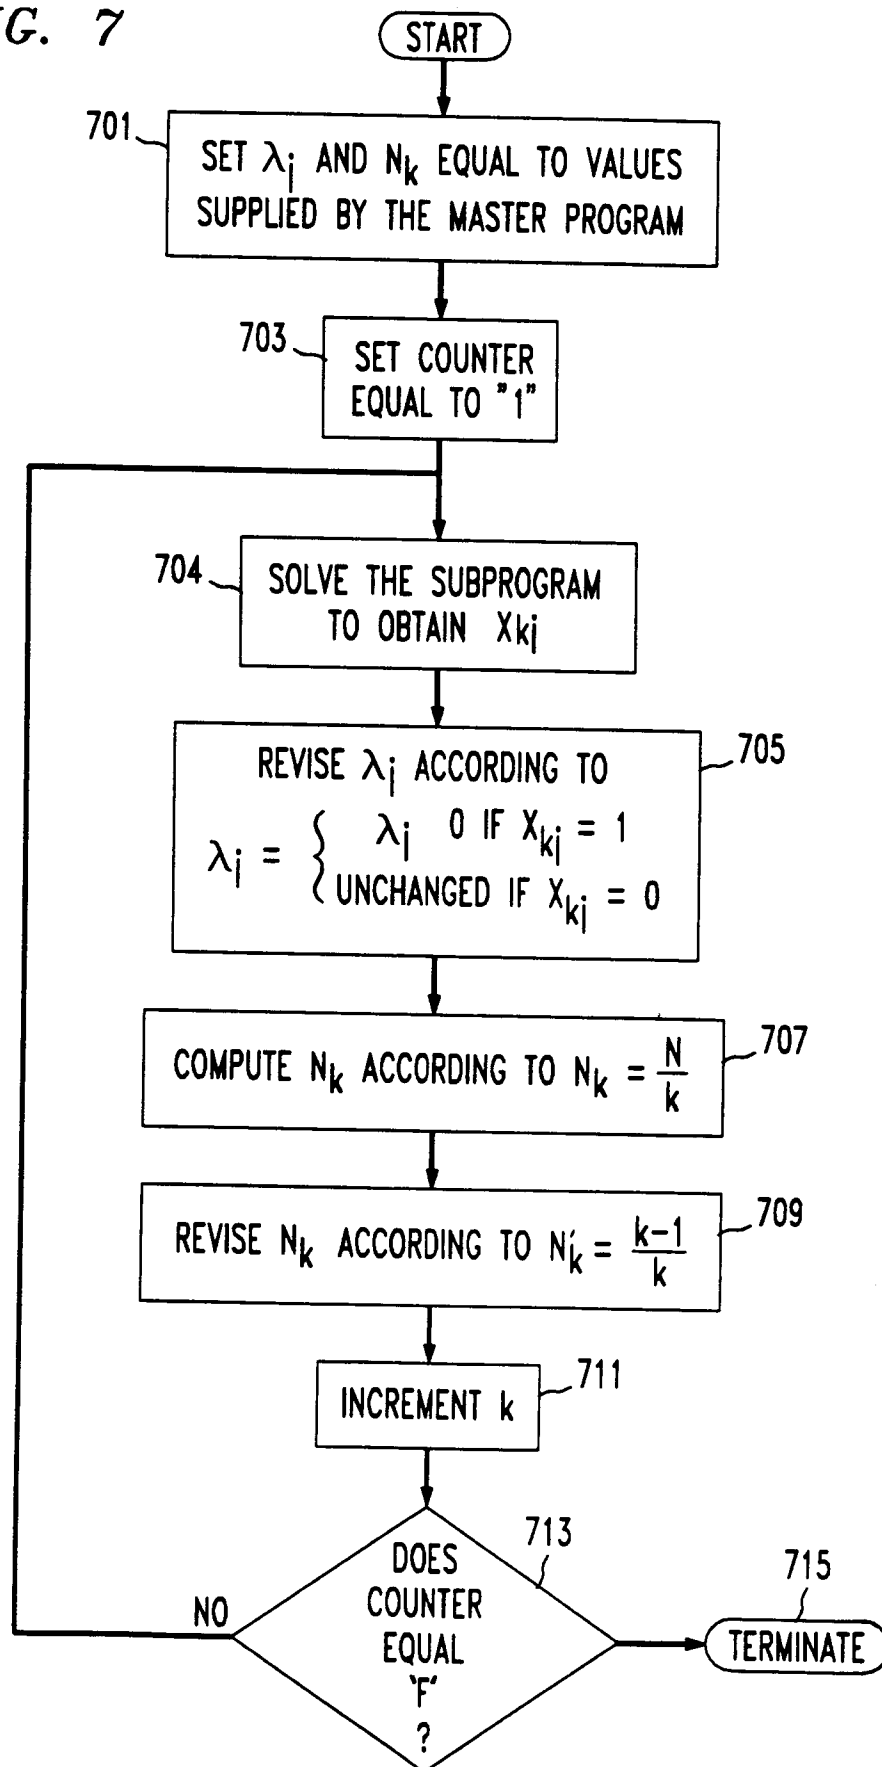 IG. 7
START
701
SET λj AND Nk EQUAL TO VALUES
SUPPLIED BY THE MASTER PROGRAM
703
SET COUNTER
EQUAL TO "1"
704
SOLVE THE SUBPROGRAM
TO OBTAIN Xkj
705
REVISE λj ACCORDING TO
λj = { λj 0 IF Xkj = 1
UNCHANGED IF Xkj = 0
707
COMPUTE Nk ACCORDING TO Nk = N/k
709
REVISE Nk ACCORDING TO N'k = k-1/k
711
INCREMENT k
713
DOES
COUNTER
EQUAL
'F'
?
NO
715
TERMINATE